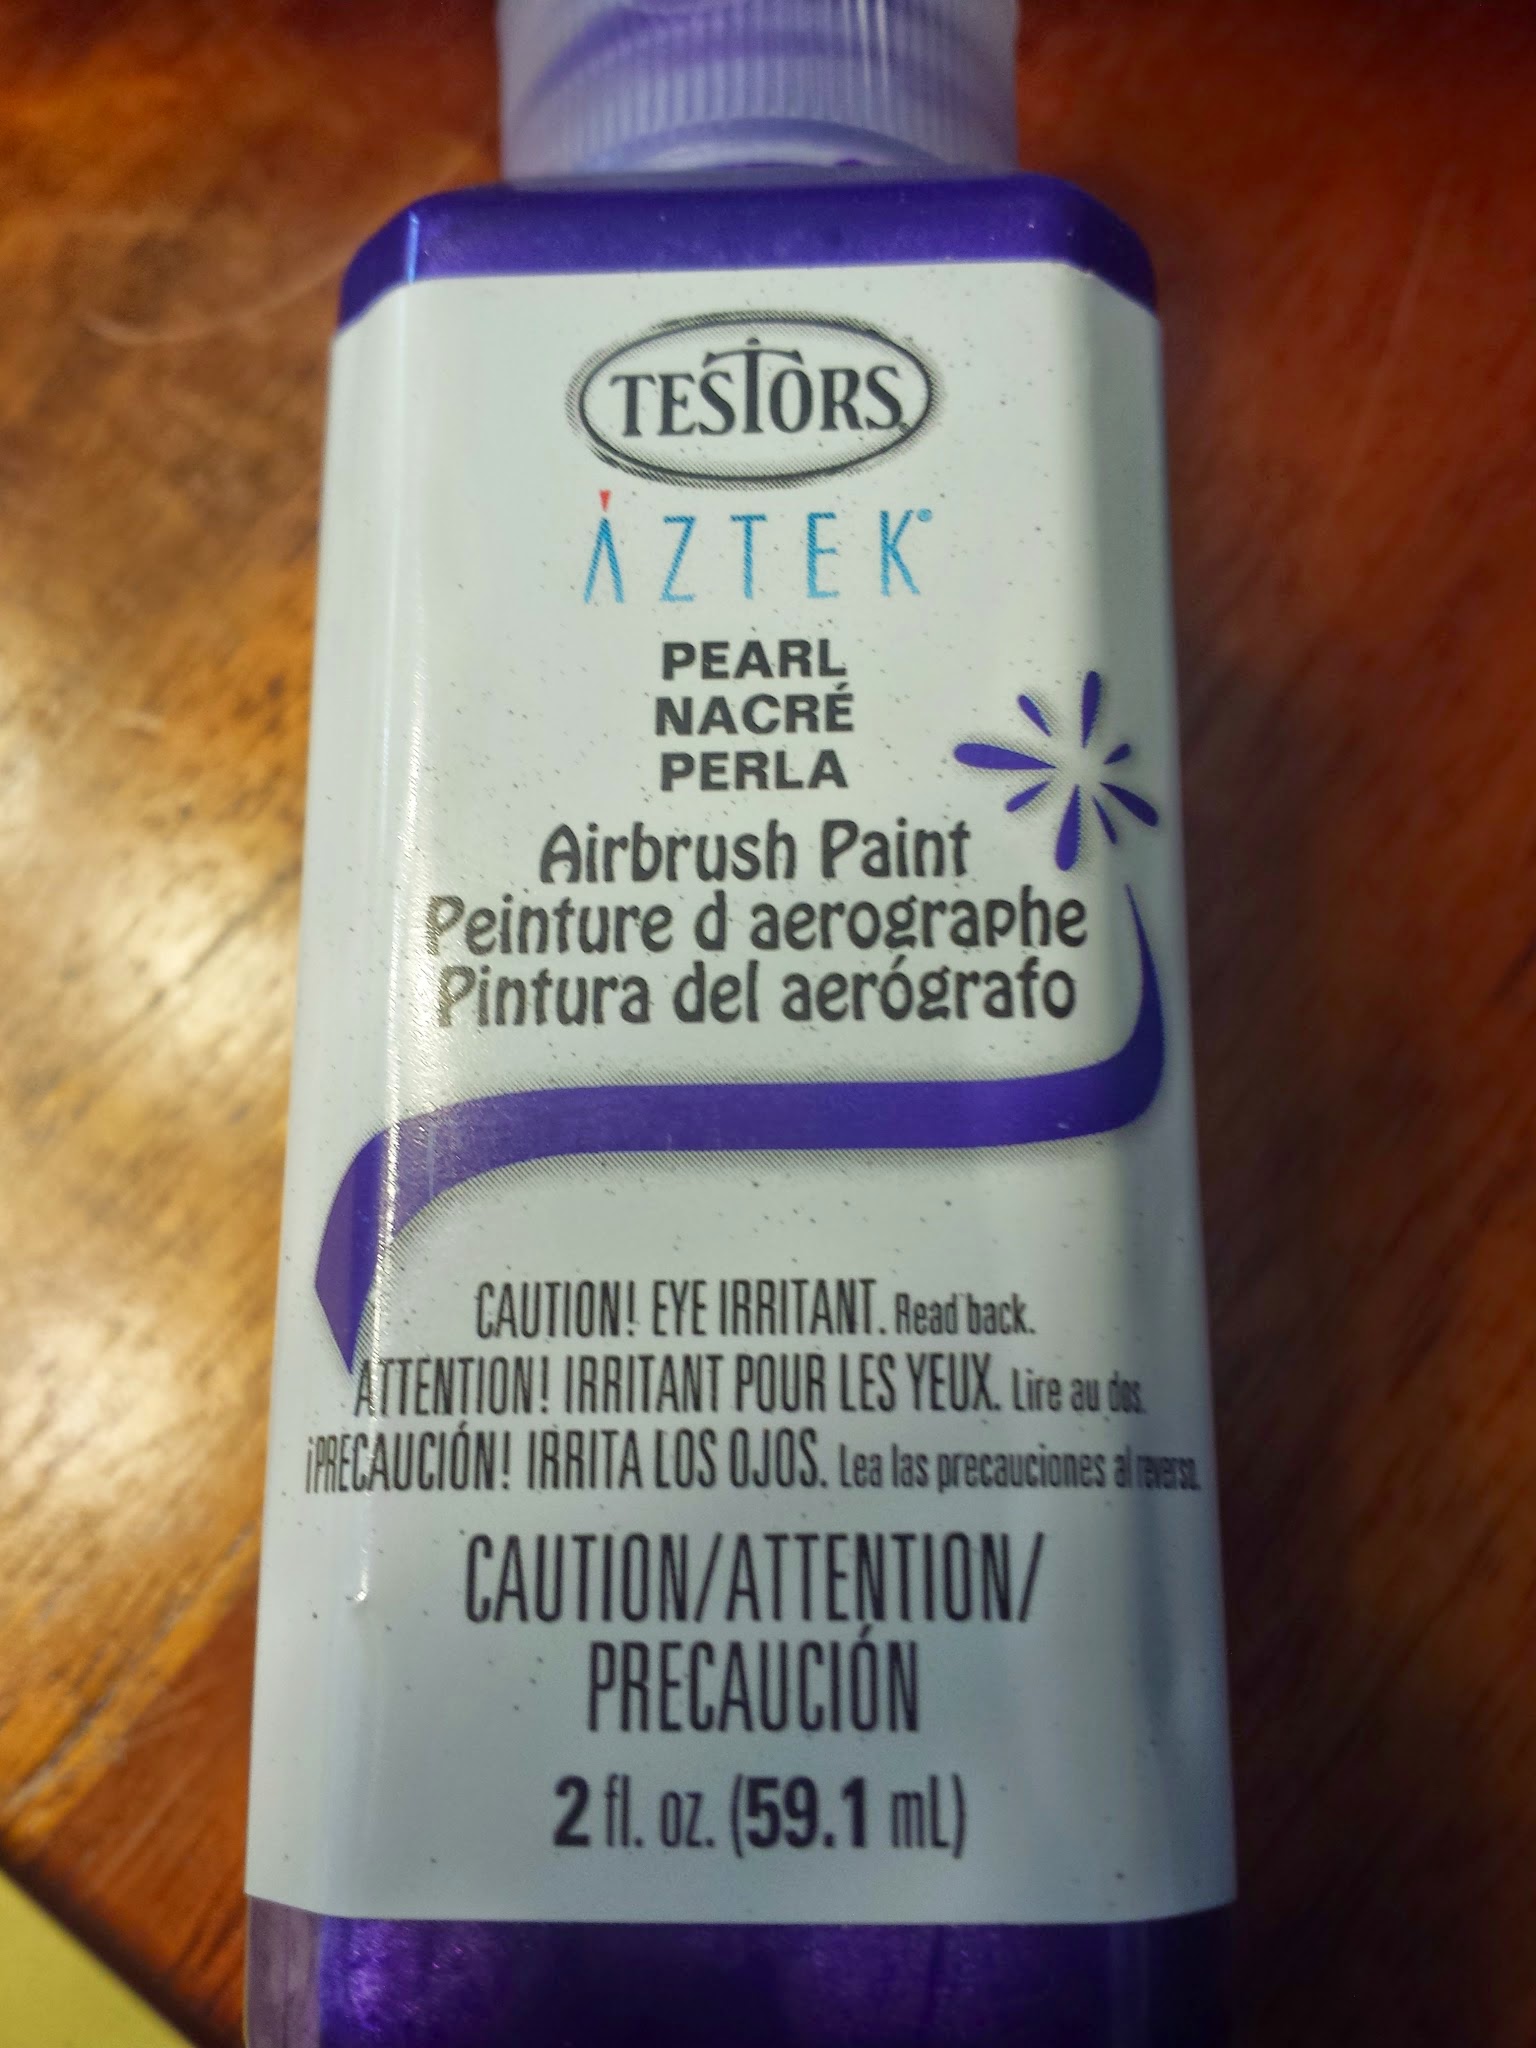 TESTORS
AZTEK®
PEARL
NACRÉ
PERLA
Airbrush Paint
Peinture d aerographe
Pintura del aerógrafo
CAUTION! EYE IRRITANT. Read back.
ATTENTION! IRRITANT POUR LES YEUX. Lire au dos.
¡PRECAUCIÓN! IRRITA LOS OJOS. Lea las precauciones al reverso.
CAUTION/ATTENTION/
PRECAUCIÓN
2 fl. oz. (59.1 mL)